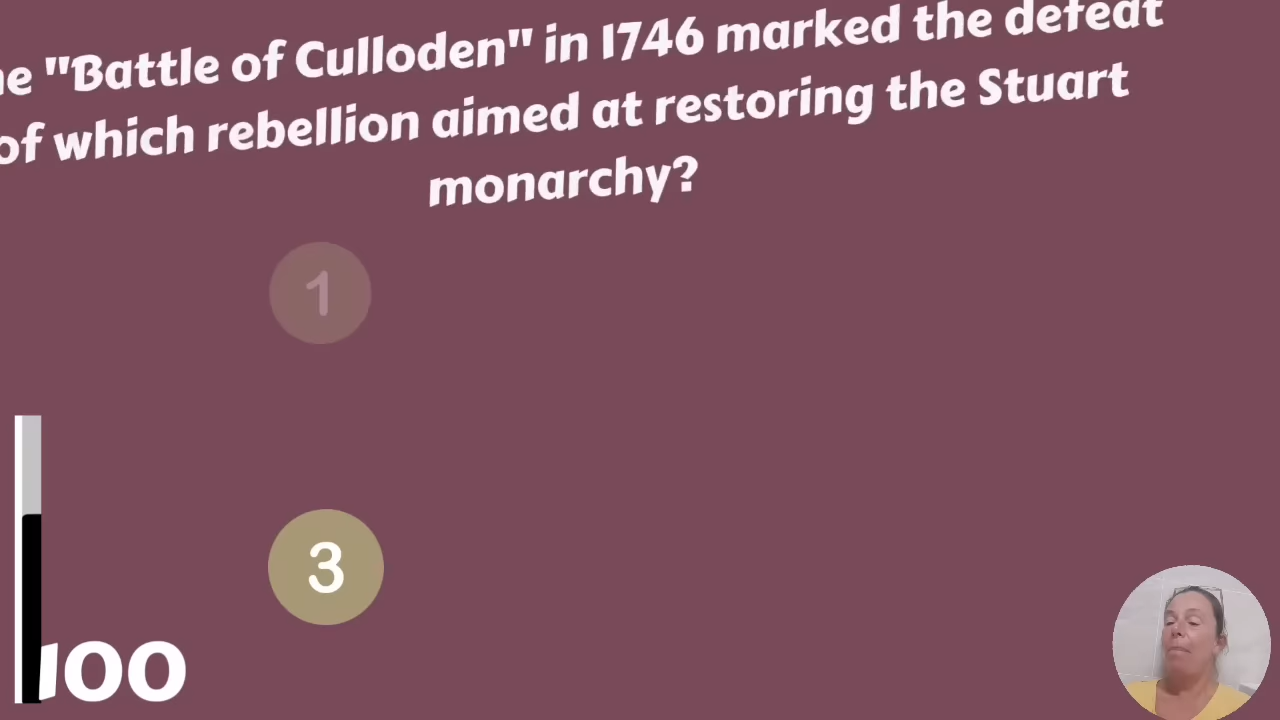 "Battle of Culloden" in 1746 marked the defeat
of which rebellion aimed at restoring the Stuart
monarchy?
1
3
100